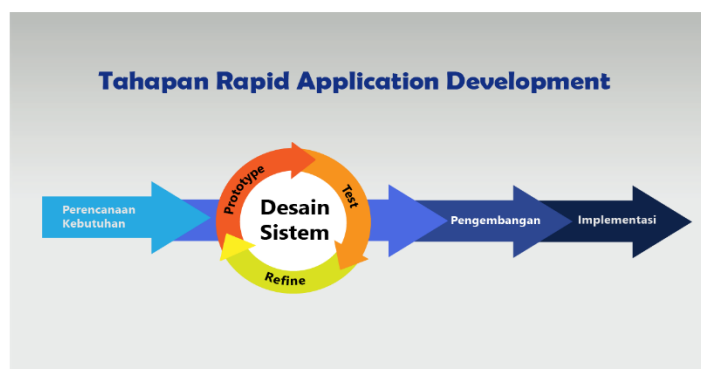 Tahapan Rapid Application Development
Perencanaan
Kebutuhan
Prototype
Test
Refine
Desain
Sistem
Pengembangan
Implementasi